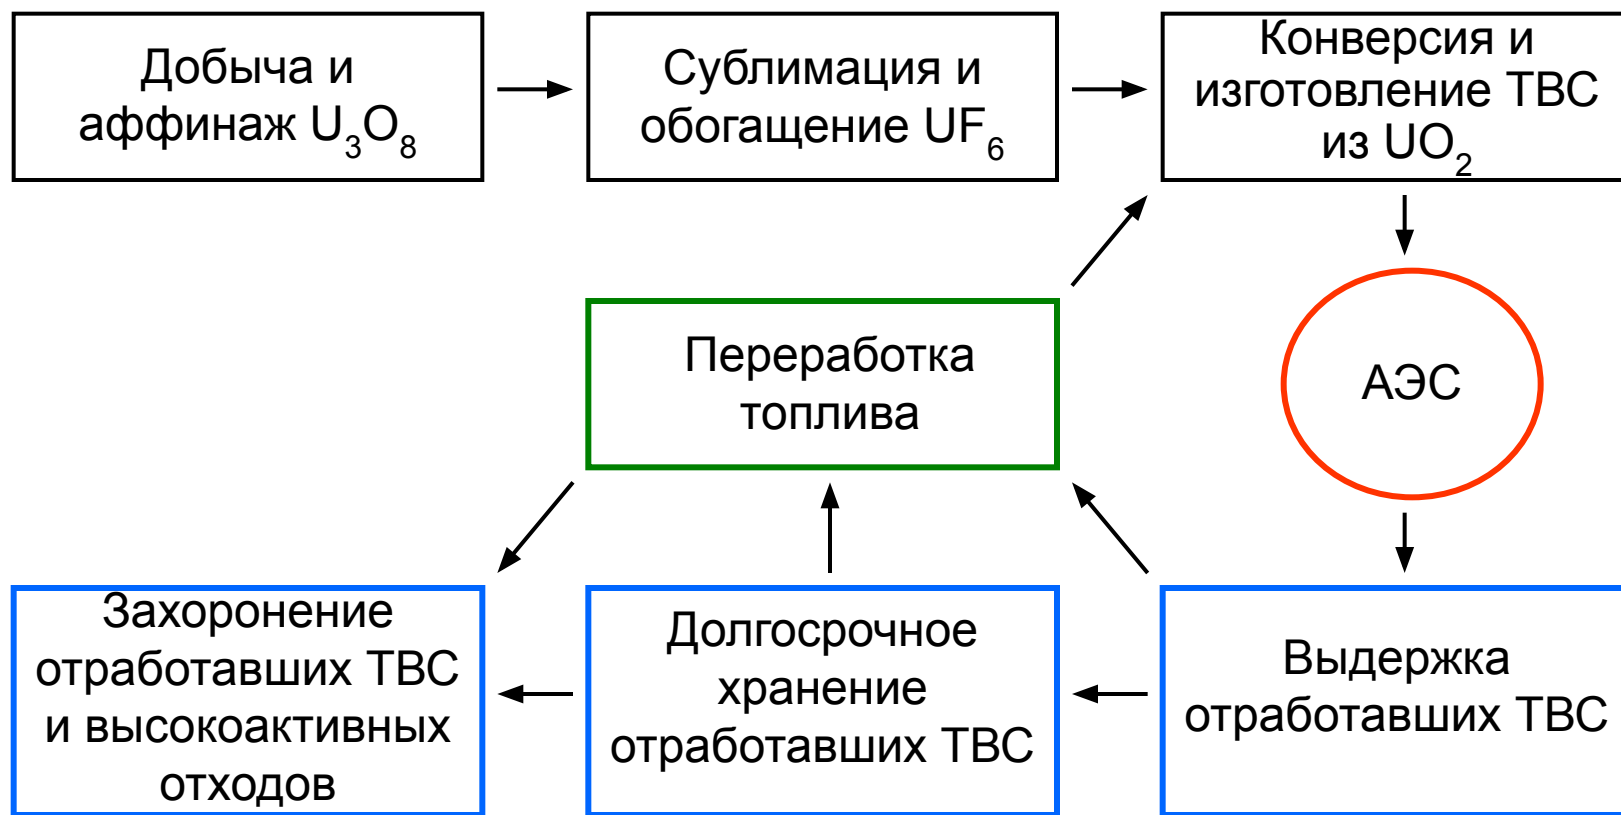 Добыча и
аффинаж U₃O₈
Сублимация и
обогащение UF₆
Конверсия и
изготовление ТВС
из UO₂
Переработка
топлива
АЭС
Захоронение
отработавших ТВС
и высокоактивных
отходов
Долгосрочное
хранение
отработавших ТВС
Выдержка
отработавших ТВС